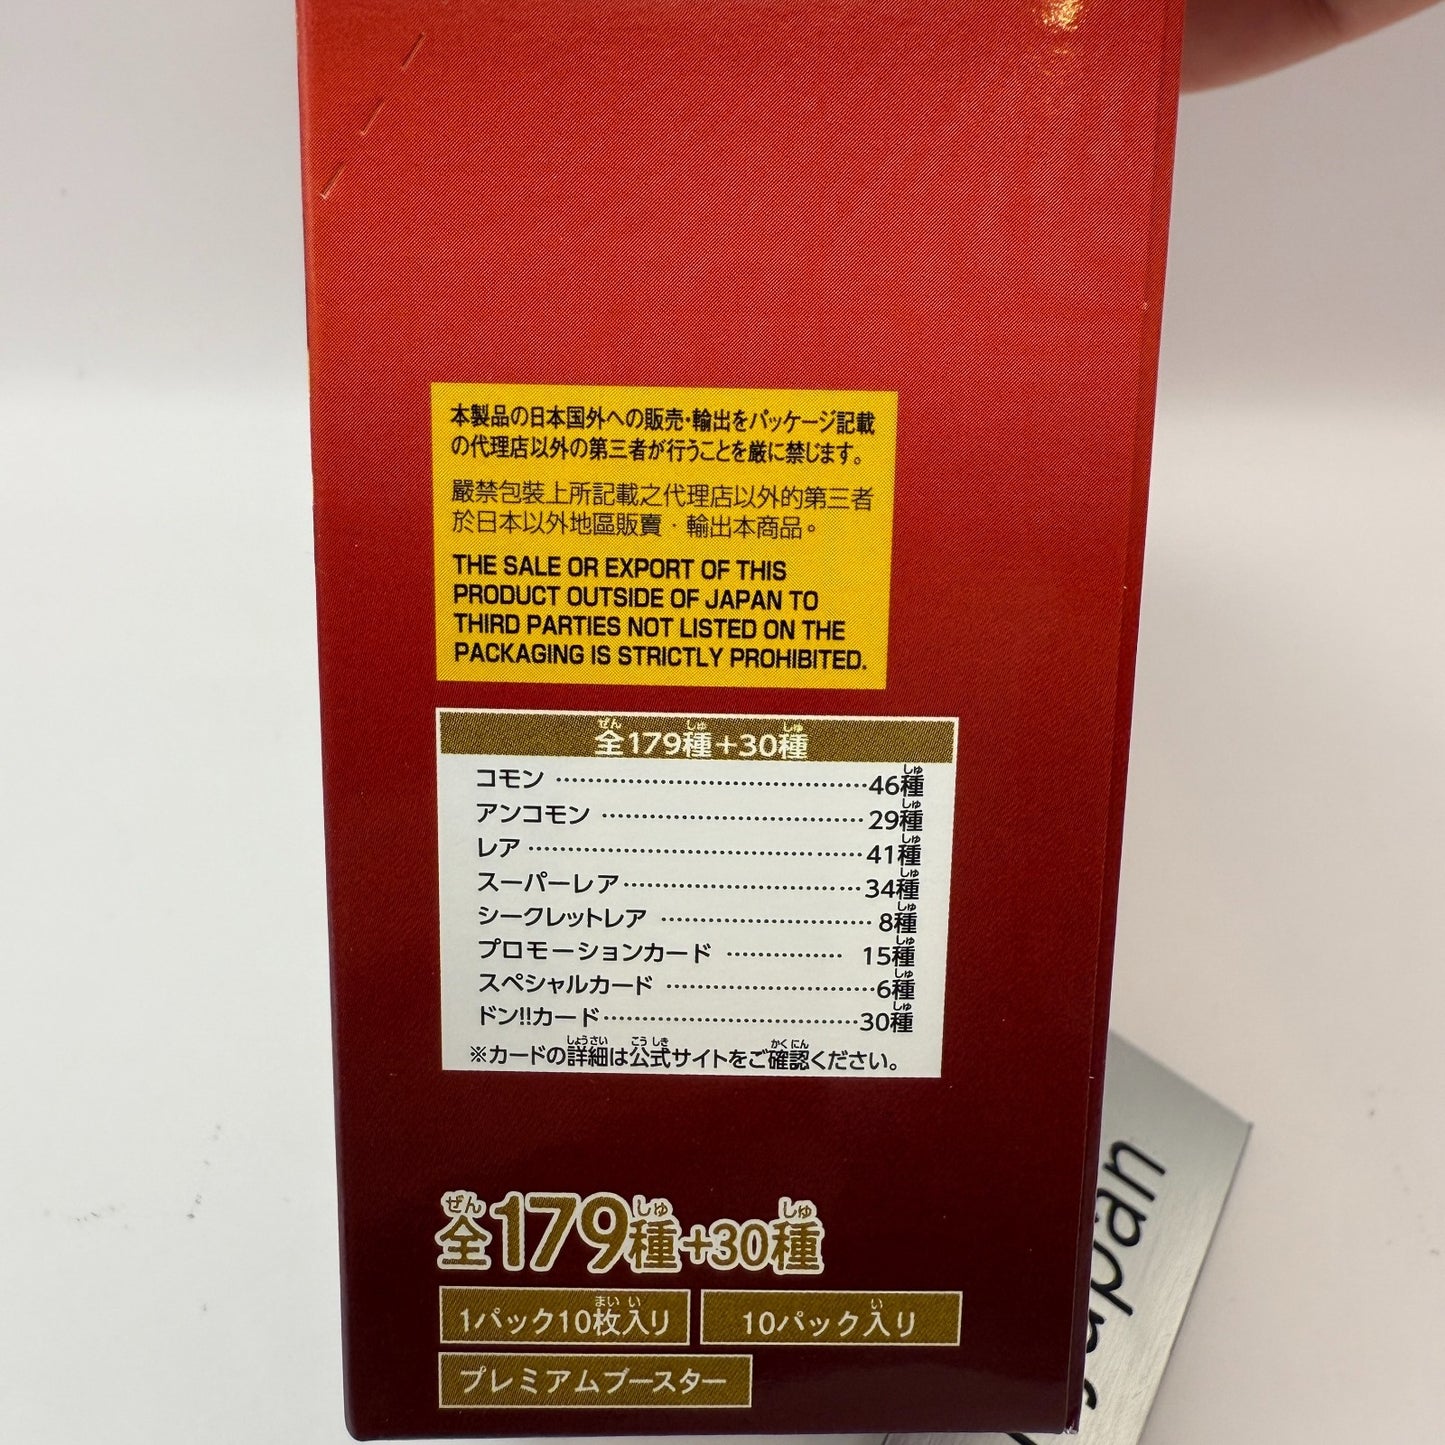 本製品の日本国外への販売・輸出をパッケージ記載
の代理店以外の第三者が行うことを厳に禁じます。
嚴禁包裝上所記載之代理店以外的第三者
於日本以外地區販賣・輸出本商品。
THE SALE OR EXPORT OF THIS
PRODUCT OUTSIDE OF JAPAN TO
THIRD PARTIES NOT LISTED ON THE
PACKAGING IS STRICTLY PROHIBITED.
全179種+30種
コモン 46種
アンコモン 29種
レア 41種
スーパーレア 34種
シークレットレア 8種
プロモーションカード 15種
スペシャルカード 6種
ドン!!カード 30種
※カードの詳細は公式サイトをご確認ください。
全179種+30種
1パック10枚入り
10パック入り
プレミアムブースター